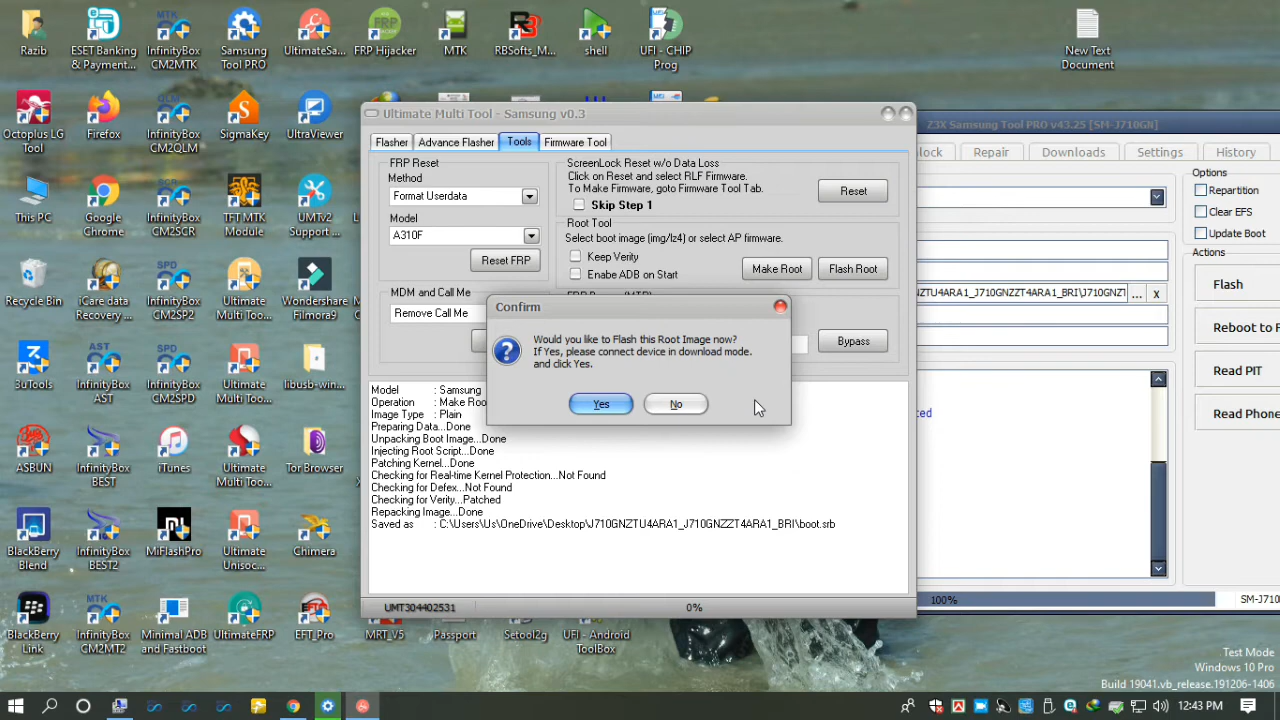 Razib
ESET Banking
& Payment...
InfinityBox
CM2MTK
Samsung
Tool PRO
UltimateSa...
FRP Hijacker
MTK
RBSofts_M...
shell
UFI - CHIP
Prog
New Text
Document
Octoplus LG
Tool
Firefox
InfinityBox
CM2QLM
SigmaKey
UltraViewer
This PC
Google
Chrome
InfinityBox
CM2SCR
TFT MTK
Module
UMTv2
Support ...
Recycle Bin
iCare data
Recovery ...
InfinityBox
CM2SP2
Ultimate
Multi Too...
Wondershare
Filmora9
3uTools
InfinityBox
AST
InfinityBox
CM2SPD
Ultimate
Multi Too...
libusb-win...
ASBUN
InfinityBox
BEST
iTunes
Ultimate
Multi Too...
Tor Browser
BlackBerry
Blend
InfinityBox
BEST2
MiFlashPro
Ultimate
Unisoc...
Chimera
BlackBerry
Link
InfinityBox
CM2MT2
Minimal ADB
and Fastboot
UltimateFRP
EFT_Pro
MRT_V5
Passport
Setool2g
UFI - Android
ToolBox
Ultimate Multi Tool - Samsung v0.3
Flasher
Advance Flasher
Tools
Firmware Tool
FRP Reset
Method
Format Userdata
Model
A310F
Reset FRP
MDM and Call Me
Remove Call Me
ScreenLock Reset w/o Data Loss
Click on Reset and select RLF Firmware.
To Make Firmware, goto Firmware Tool Tab.
Skip Step 1
Reset
Root Tool
Select boot image (img/lz4) or select AP firmware.
Keep Verity
Enable ADB on Start
Make Root
Flash Root
Bypass
Confirm
Would you like to Flash this Root Image now?
If Yes, please connect device in download mode.
and click Yes.
Yes
No
Model : Samsung
Operation : Make Roo
Image Type : Plain
Preparing Data...Done
Unpacking Boot Image...Done
Injecting Root Script...Done
Patching Kernel...Done
Checking for Real-time Kernel Protection...Not Found
Checking for Defex...Not Found
Checking for Verity...Patched
Repacking Image...Done
Saved as : C:\Users\Us\OneDrive\Desktop\J710GNZTU4ARA1_J710GNZZT4ARA1_BRI\boot.srb
UMT304402531
0%
Z3X Samsung Tool PRO v43.25 [SM-J710GN]
lock
Repair
Downloads
Settings
History
Options
Repartition
Clear EFS
Update Boot
Actions
Flash
Reboot to R
Read PIT
Read Phone
NZTU4ARA1_J710GNZZT4ARA1_BRI\J710GNZT
...
x
ted
100%
SM-J710
Test Mode
Windows 10 Pro
Build 19041.vb_release.191206-1406
12:43 PM